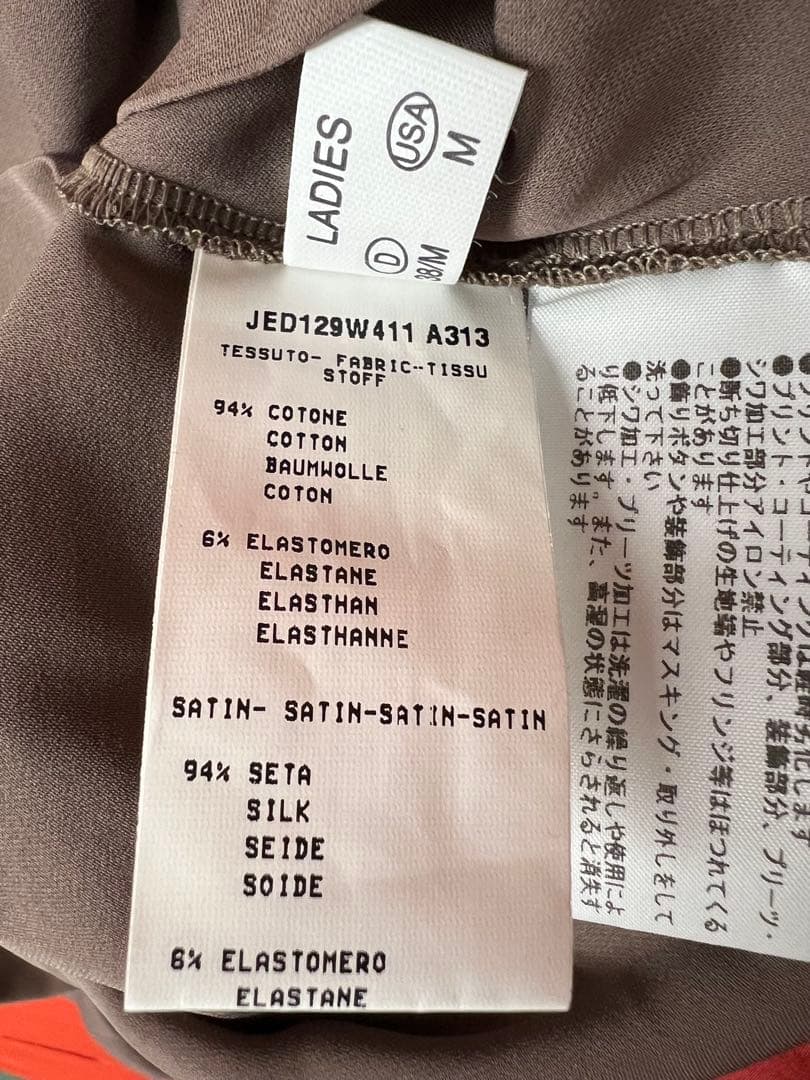 LADIES
USA
M
D
38/M
JED129W411 A313
TESSUTO- FABRIC--TISSU
STOFF
94% COTONE
COTTON
BAUMWOLLE
COTON
6% ELASTOMERO
ELASTANE
ELASTHAN
ELASTHANNE
SATIN- SATIN-SATIN-SATIN
94% SETA
SILK
SEIDE
SOIDE
6% ELASTOMERO
ELASTANE
●プリント・コーティング部分、装飾部分、プリーツ・
シワ加工部分アイロン禁止
●断ち切り仕上げの生地端やフリンジ等はほつれてくる
ことがあります
●飾りボタンや装飾部分はマスキング・取り外しをして
洗って下さい
●シワ加工・プリーツ加工は洗濯の繰り返しや使用によ
り低下します。また、高湿の状態にさらされると消失す
ることがあります